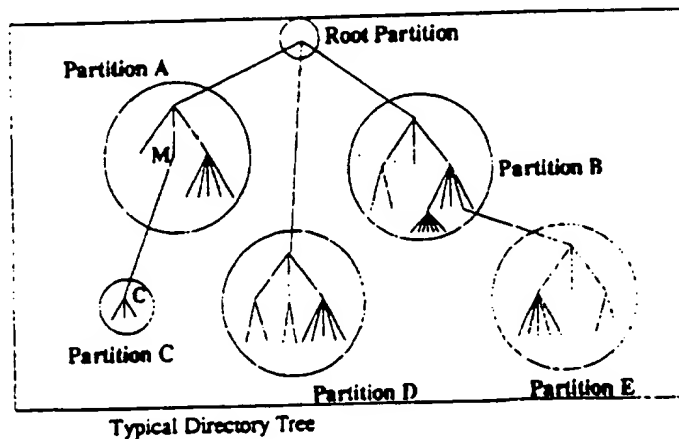 Root Partition
Partition A
M
Partition B
C
Partition C
Partition D
Partition E
Typical Directory Tree